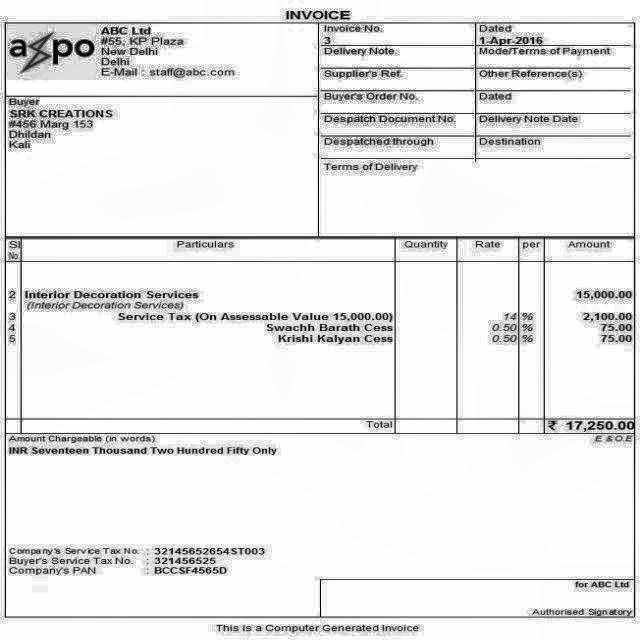 INVOICE
aspo
ABC Ltd
#55, KP Plaza
New Delhi
Delhi
E-Mail : staff@abc.com
Invoice No.
3
Dated
1-Apr-2016
Delivery Note
Mode/Terms of Payment
Supplier's Ref.
Other Reference(s)
Buyer
SRK CREATIONS
#456 Marg 153
Dhildan
Kali
Buyer's Order No.
Dated
Despatch Document No.
Delivery Note Date
Despatched through
Destination
Terms of Delivery
Sl No. Particulars Quantity Rate per Amount
2 Interior Decoration Services 15,000.00
(Interior Decoration Services)
3 Service Tax (On Assessable Value 15,000.00) 14 % 2,100.00
4 Swachh Barath Cess 0.50 % 75.00
5 Krishi Kalyan Cess 0.50 % 75.00
Total ₹ 17,250.00
Amount Chargeable (in words) E & O.E
INR Seventeen Thousand Two Hundred Fifty Only
Company's Service Tax No. : 32145652654ST003
Buyer's Service Tax No. : 321456525
Company's PAN : BCCSF4565D
for ABC Ltd
Authorised Signatory
This is a Computer Generated Invoice